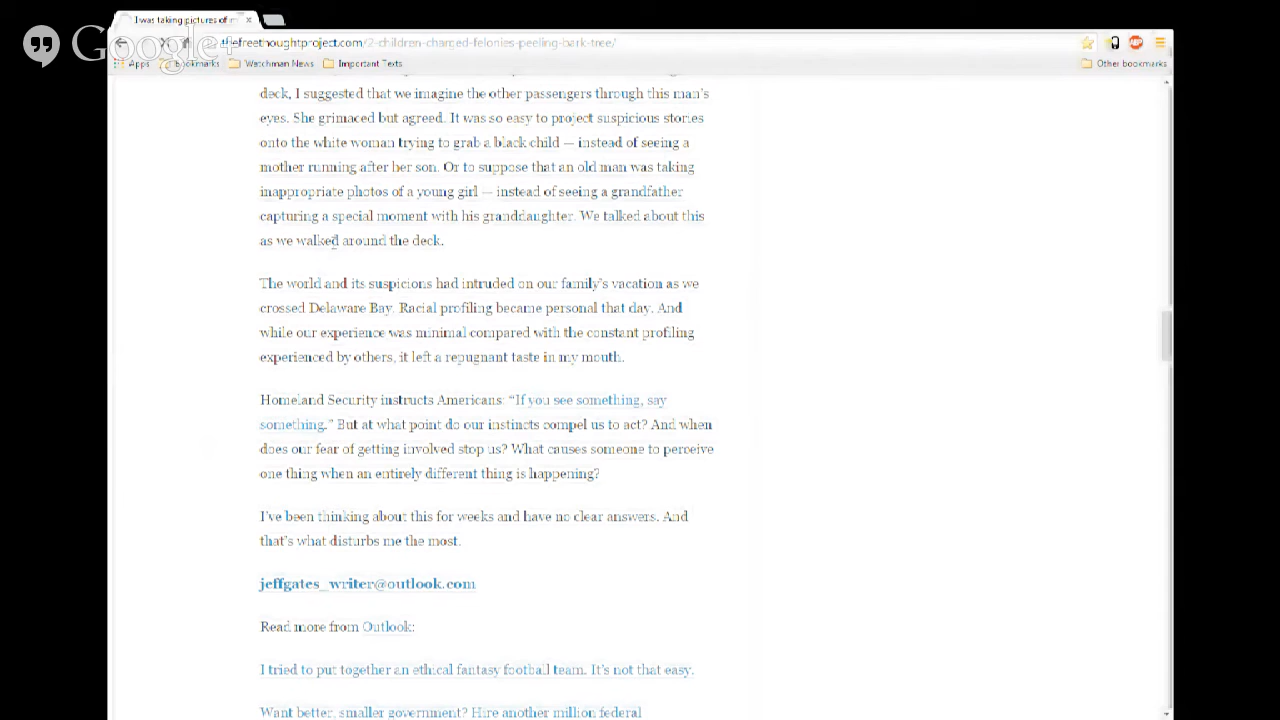 I was taking pictures of m
Google+
thefreethoughtproject.com/2-children-charged-felonies-peeling-bark-tree/
Apps Bookmarks Watchman News Important Texts Other bookmarks
deck, I suggested that we imagine the other passengers through this man’s
eyes. She grimaced but agreed. It was so easy to project suspicious stories
onto the white woman trying to grab a black child — instead of seeing a
mother running after her son. Or to suppose that an old man was taking
inappropriate photos of a young girl — instead of seeing a grandfather
capturing a special moment with his granddaughter. We talked about this
as we walked around the deck.
The world and its suspicions had intruded on our family’s vacation as we
crossed Delaware Bay. Racial profiling became personal that day. And
while our experience was minimal compared with the constant profiling
experienced by others, it left a repugnant taste in my mouth.
Homeland Security instructs Americans: “If you see something, say
something.” But at what point do our instincts compel us to act? And when
does our fear of getting involved stop us? What causes someone to perceive
one thing when an entirely different thing is happening?
I’ve been thinking about this for weeks and have no clear answers. And
that’s what disturbs me the most.
jeffgates_writer@outlook.com
Read more from Outlook:
I tried to put together an ethical fantasy football team. It’s not that easy.
Want better, smaller government? Hire another million federal